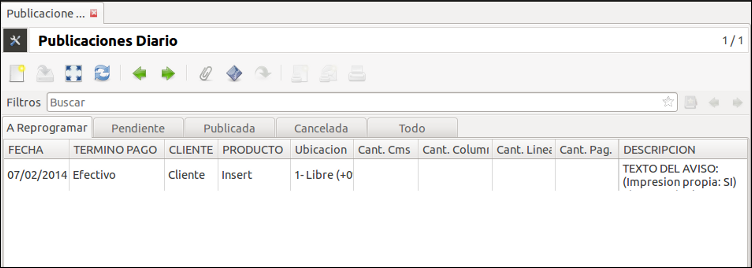 Publicacione ...
Publicaciones Diario 1 / 1
Filtros Buscar
A Reprogramar Pendiente Publicada Cancelada Todo
FECHA TERMINO PAGO CLIENTE PRODUCTO Ubicacion Cant. Cms Cant. Column Cant. Linea Cant. Pag. DESCRIPCION
07/02/2014 Efectivo Cliente Insert 1- Libre (+0 TEXTO DEL AVISO:
(Impresion propia: SI)